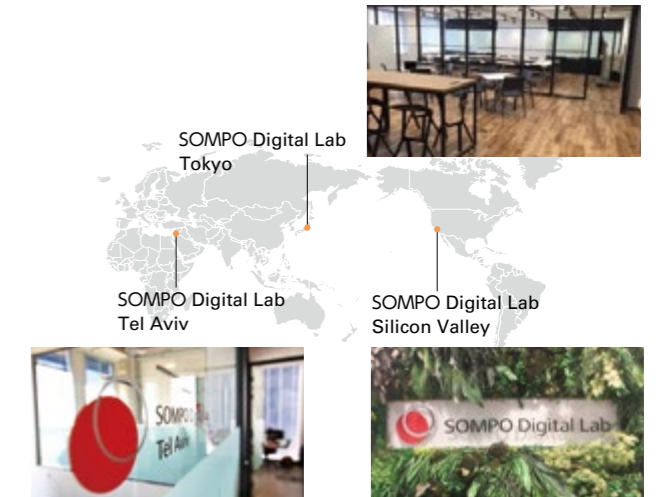 SOMPO Digital Lab
Tokyo
SOMPO Digital Lab
Tel Aviv
SOMPO Digital Lab
Silicon Valley
SOMPO
Tel Aviv
SOMPO Digital Lab